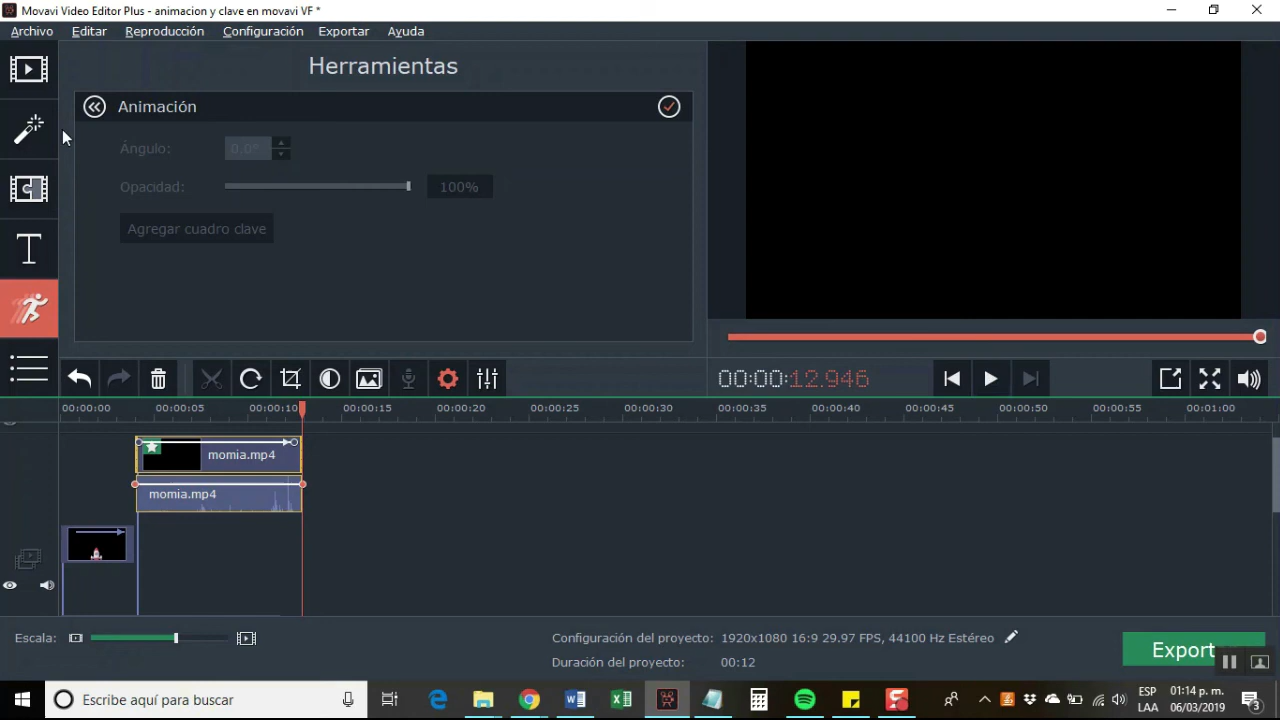 Movavi Video Editor Plus - animacion y clave en movavi VF *
Archivo Editar Reproducción Configuración Exportar Ayuda
Herramientas
Animación
Ángulo: 0.0°
Opacidad: 100%
Agregar cuadro clave
00:00:12.946
00:00:00 00:00:05 00:00:10 00:00:15 00:00:20 00:00:25 00:00:30 00:00:35 00:00:40 00:00:45 00:00:50 00:00:55 00:01:00
momia.mp4
momia.mp4
Escala:
Configuración del proyecto: 1920x1080 16:9 29.97 FPS, 44100 Hz Estéreo
Duración del proyecto: 00:12
Export
Escribe aquí para buscar
ESP
LAA
01:14 p. m.
06/03/2019
3